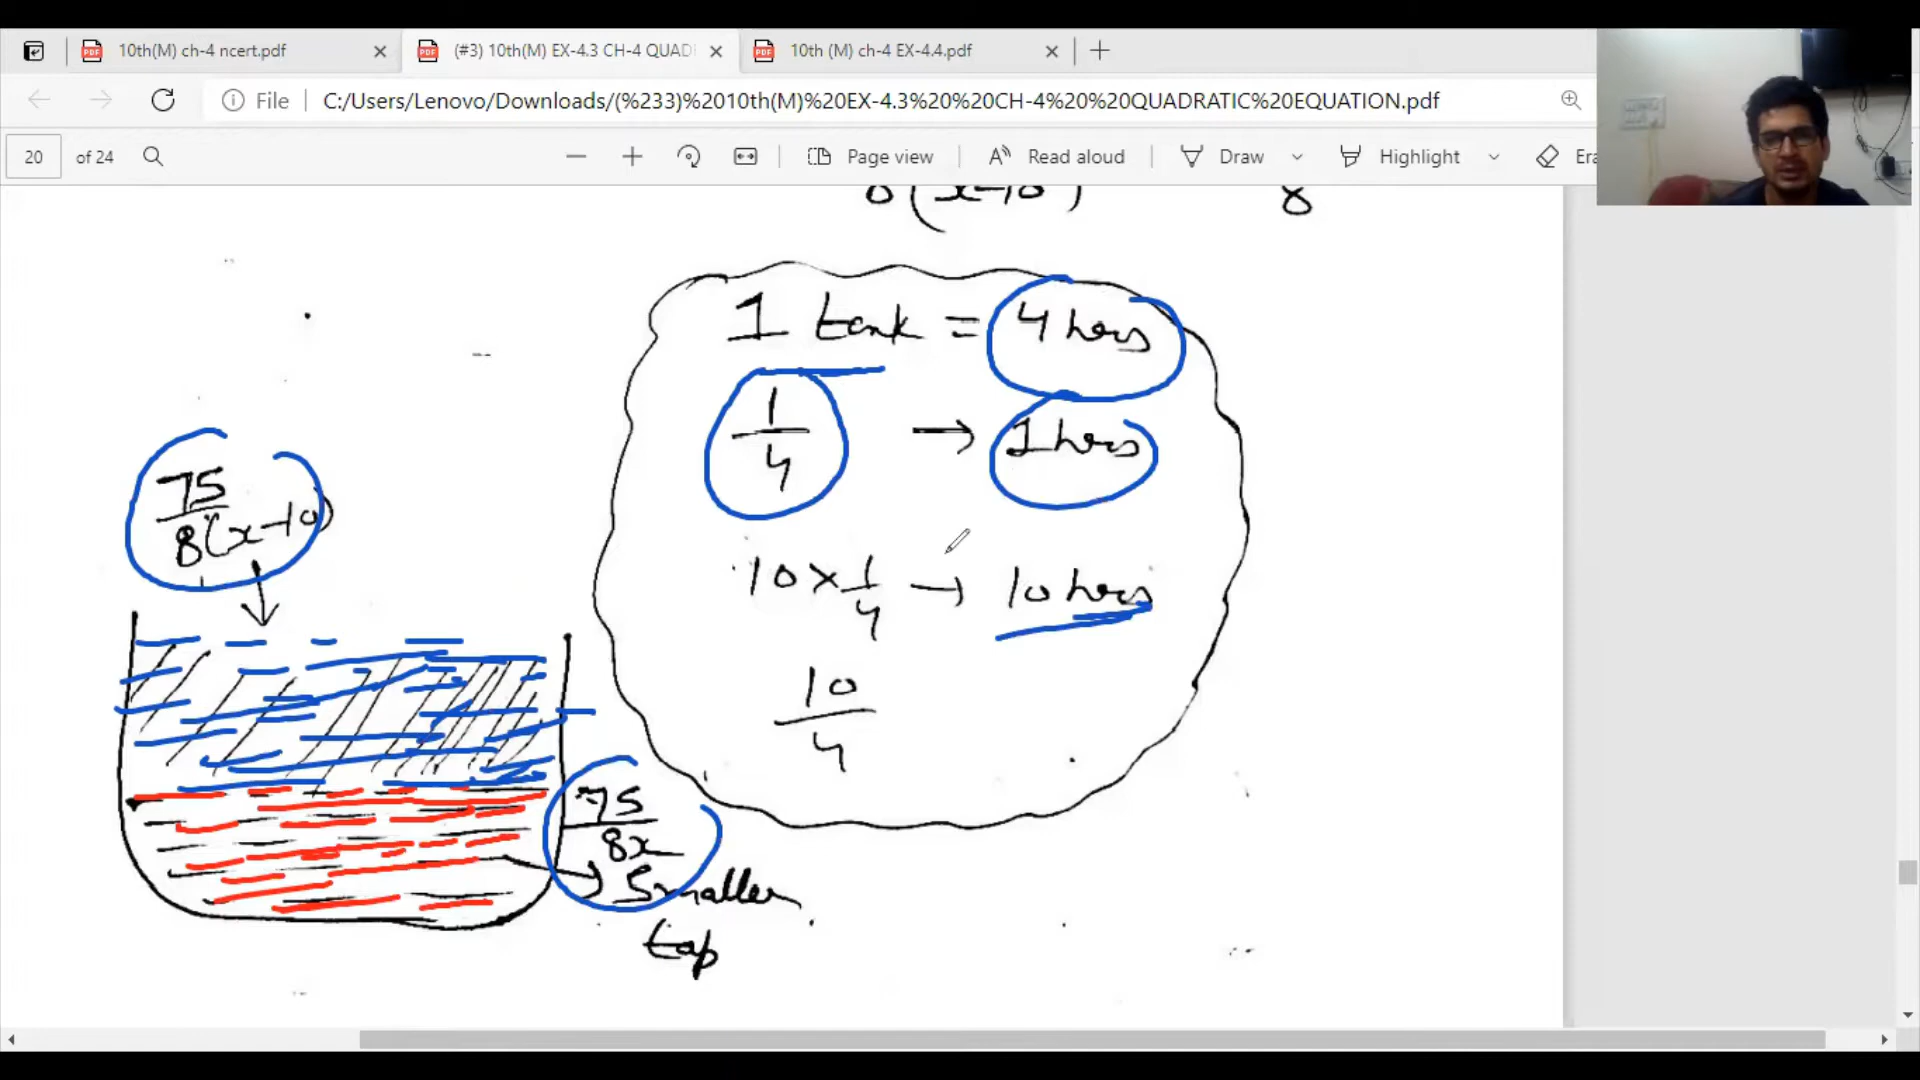 10th(M) ch-4 ncert.pdf
(#3) 10th(M) EX-4.3 CH-4 QUAD
10th (M) ch-4 EX-4.4.pdf
File C:/Users/Lenovo/Downloads/(%233)%2010th(M)%20EX-4.3%20%20CH-4%20%20QUADRATIC%20EQUATION.pdf
20 of 24 Page view Read aloud Draw Highlight Era
8(x-10) 8
1 tank = 4 hrs
1/4 → 1 hrs
75/8(x-10)
10 × 1/4 → 10 hrs
10/4
75/8x
Smaller
tap